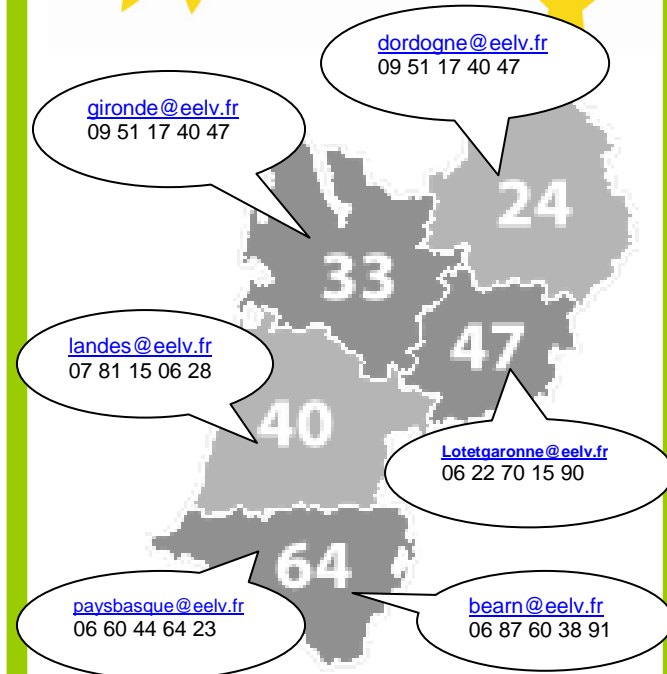 dordogne@eelv.fr
09 51 17 40 47
gironde@eelv.fr
09 51 17 40 47
24
33
landes@eelv.fr
07 81 15 06 28
47
40
Lotetgaronne@eelv.fr
06 22 70 15 90
64
paysbasque@eelv.fr
06 60 44 64 23
bearn@eelv.fr
06 87 60 38 91